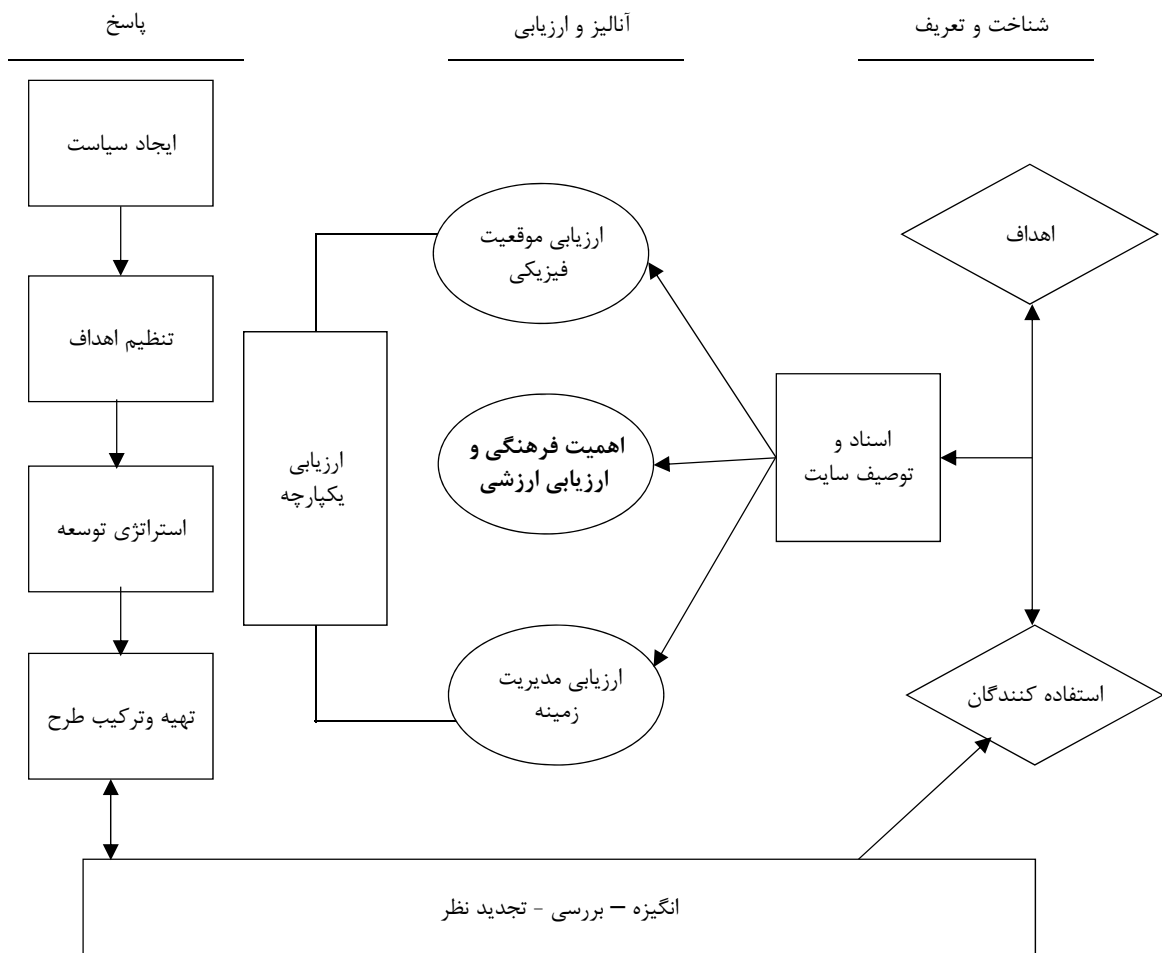 شناخت و تعریف
آنالیز و ارزیابی
پاسخ
اهداف
اسناد و
توصیف سایت
استفاده کنندگان
ارزیابی موقعیت
فیزیکی
اهمیت فرهنگی و
ارزیابی ارزشی
ارزیابی مدیریت
زمینه
ارزیابی
یکپارچه
ایجاد سیاست
تنظیم اهداف
استراتژی توسعه
تهیه وترکیب طرح
انگیزه – بررسی - تجدید نظر